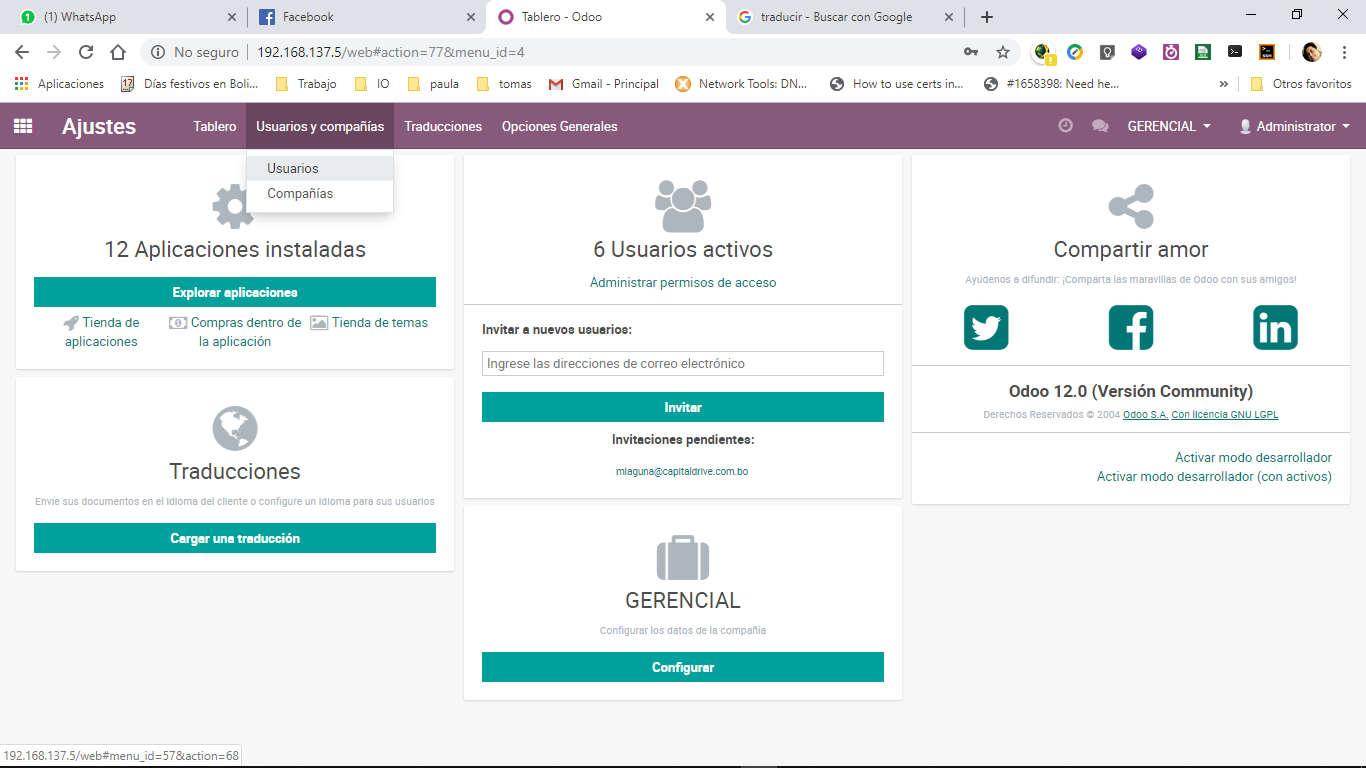 (1) WhatsApp
Facebook
Tablero - Odoo
traducir - Buscar con Google
No seguro
192.168.137.5/web#action=77&menu_id=4
Aplicaciones
Días festivos en Boli...
Trabajo
IO
paula
tomas
Gmail - Principal
Network Tools: DN...
How to use certs in...
#1658398: Need he...
»
Otros favoritos
Ajustes
Tablero
Usuarios y compañías
Traducciones
Opciones Generales
GERENCIAL
Administrator
Usuarios
Compañías
12 Aplicaciones instaladas
Explorar aplicaciones
Tienda de
aplicaciones
Compras dentro de
la aplicación
Tienda de temas
Traducciones
Envíe sus documentos en el idioma del cliente o configure un idioma para sus usuarios
Cargar una traducción
6 Usuarios activos
Administrar permisos de acceso
Invitar a nuevos usuarios:
Ingrese las direcciones de correo electrónico
Invitar
Invitaciones pendientes:
mlaguna@capitaldrive.com.bo
GERENCIAL
Configurar los datos de la compañía
Configurar
Compartir amor
Ayúdenos a difundir: ¡Comparta las maravillas de Odoo con sus amigos!
Odoo 12.0 (Versión Community)
Derechos Reservados © 2004 Odoo S.A. Con licencia GNU LGPL
Activar modo desarrollador
Activar modo desarrollador (con activos)
192.168.137.5/web#menu_id=57&action=68